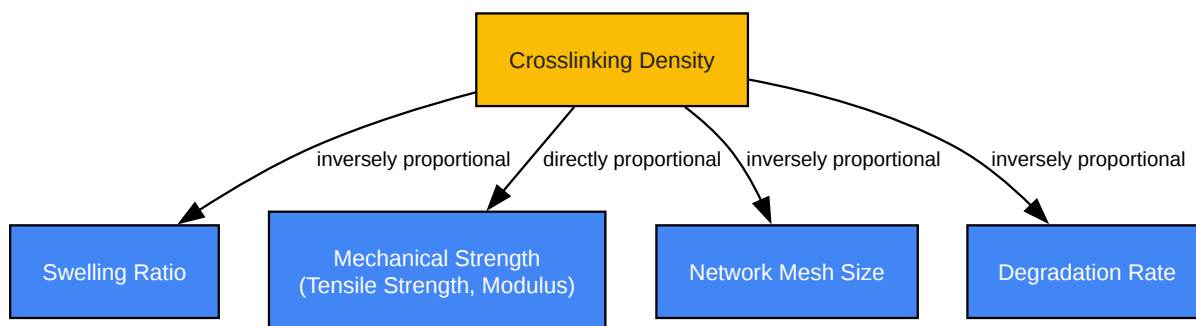 Crosslinking Density
inversely proportional
directly proportional
inversely proportional
inversely proportional
Swelling Ratio
Mechanical Strength
(Tensile Strength, Modulus)
Network Mesh Size
Degradation Rate